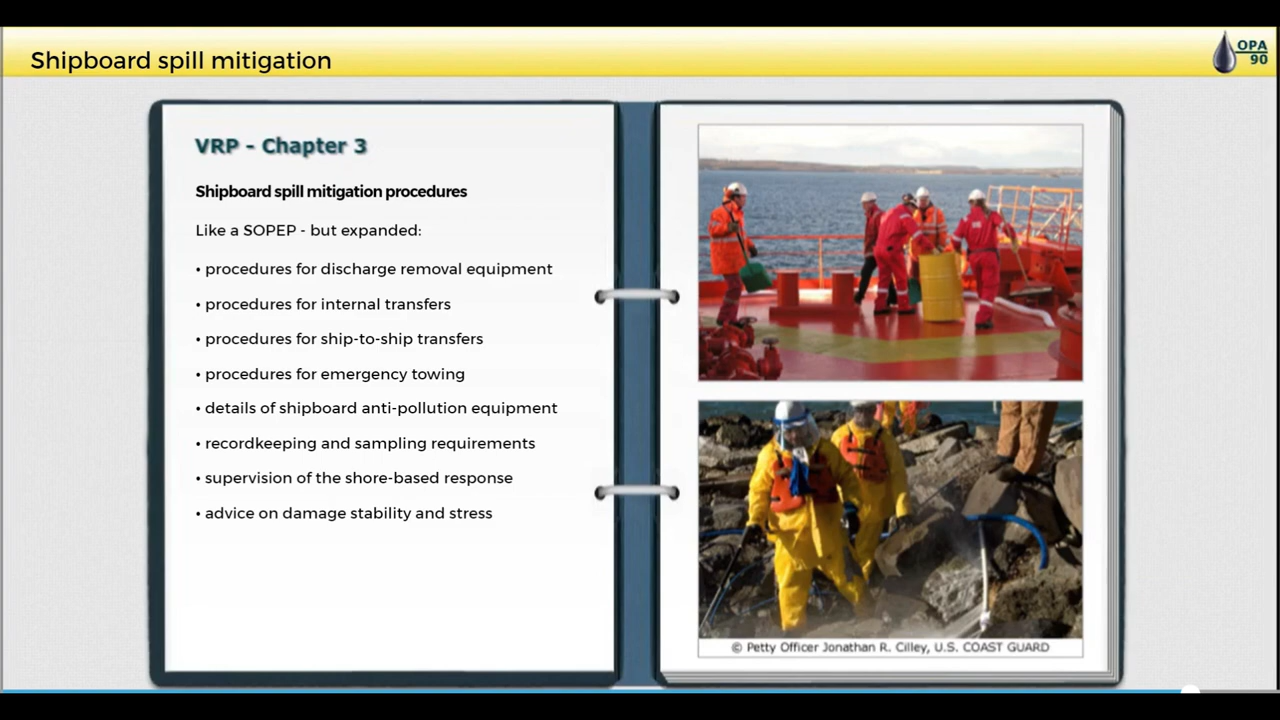 Shipboard spill mitigation
OPA
90
VRP - Chapter 3
Shipboard spill mitigation procedures
Like a SOPEP - but expanded:
• procedures for discharge removal equipment
• procedures for internal transfers
• procedures for ship-to-ship transfers
• procedures for emergency towing
• details of shipboard anti-pollution equipment
• recordkeeping and sampling requirements
• supervision of the shore-based response
• advice on damage stability and stress
© Petty Officer Jonathan R. Cilley, U.S. COAST GUARD